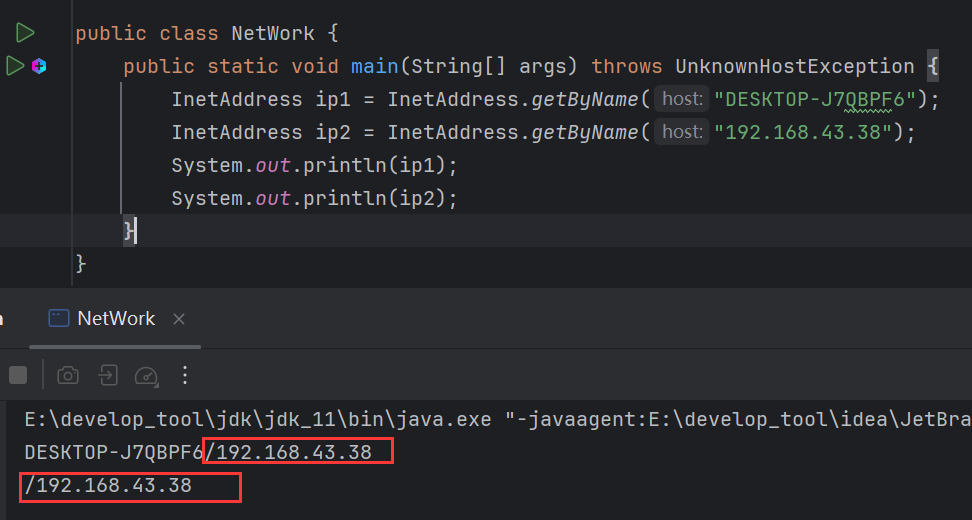 public class NetWork {
public static void main(String[] args) throws UnknownHostException {
InetAddress ip1 = InetAddress.getByName( host: "DESKTOP-J7QBPF6");
InetAddress ip2 = InetAddress.getByName( host: "192.168.43.38");
System.out.println(ip1);
System.out.println(ip2);
}
}
NetWork
E:\develop_tool\jdk\jdk_11\bin\java.exe "-javaagent:E:\develop_tool\idea\JetBra
DESKTOP-J7QBPF6/192.168.43.38
/192.168.43.38